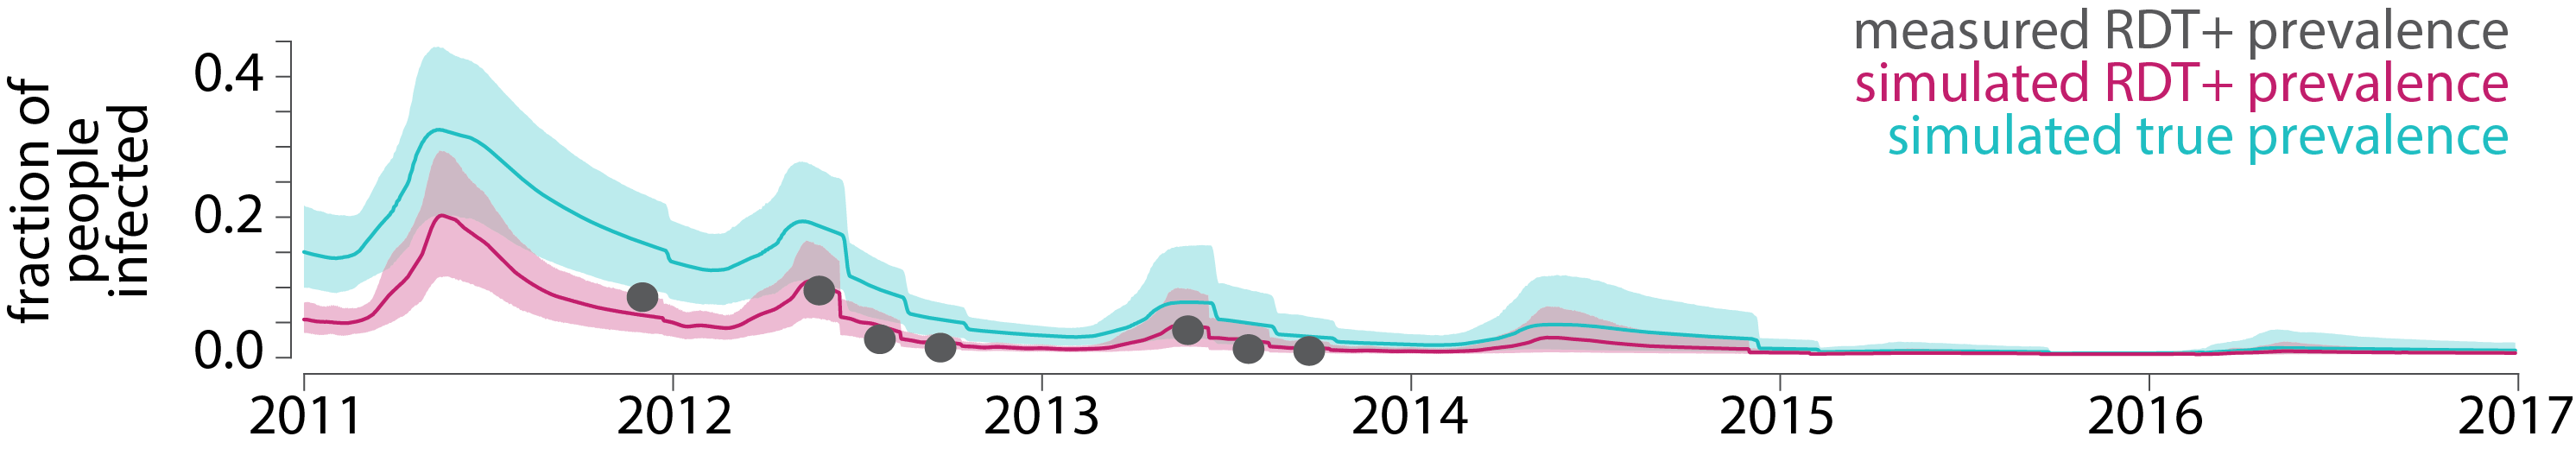 measured RDT+ prevalence
simulated RDT+ prevalence
simulated true prevalence
fraction of
people
infected
0.4
0.2
0.0
2011 2012 2013 2014 2015 2016 2017